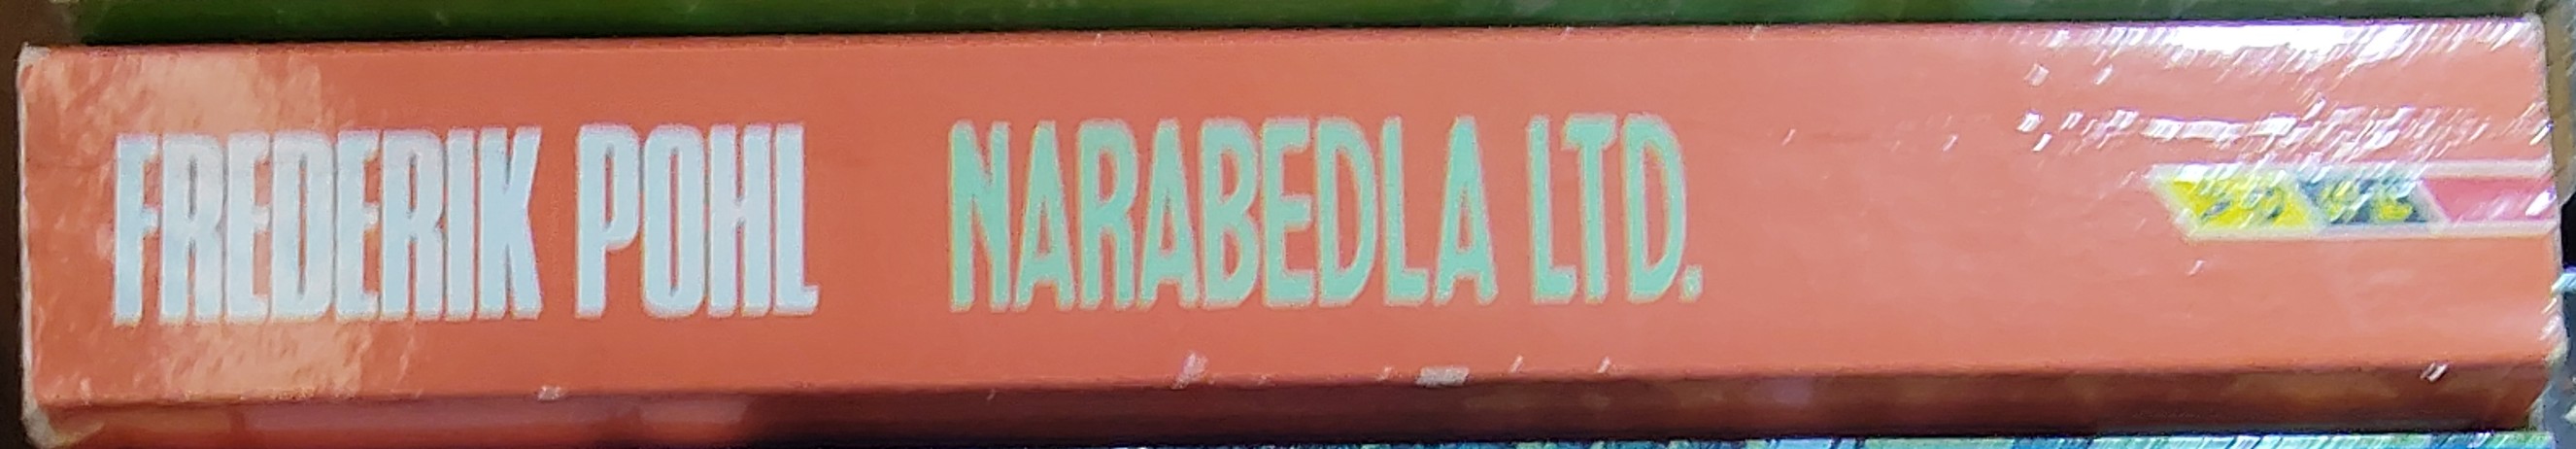 FREDERIK POHL NARABEDLA LTD.